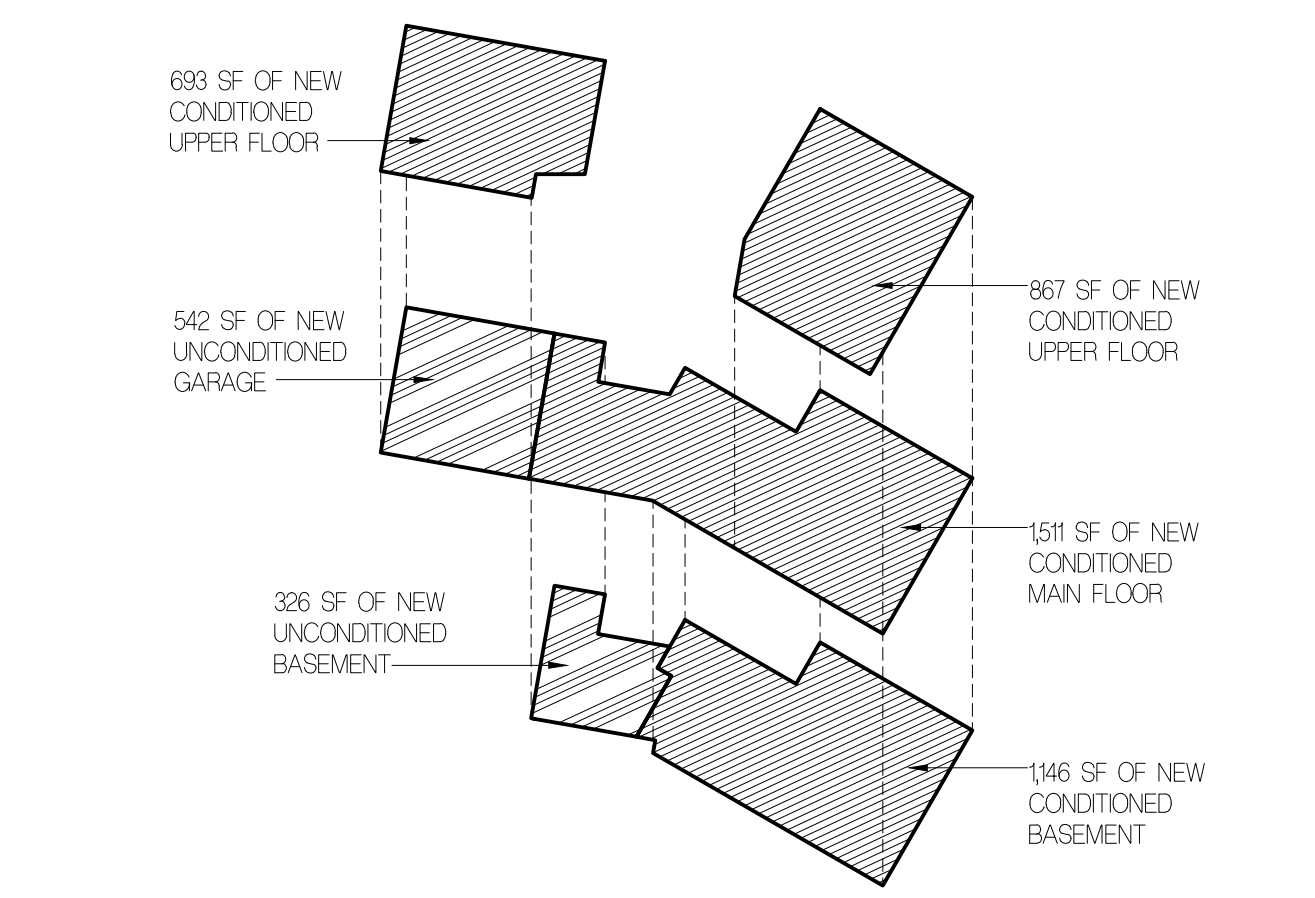 693 SF OF NEW
CONDITIONED
UPPER FLOOR
867 SF OF NEW
CONDITIONED
UPPER FLOOR
542 SF OF NEW
UNCONDITIONED
GARAGE
1,511 SF OF NEW
CONDITIONED
MAIN FLOOR
326 SF OF NEW
UNCONDITIONED
BASEMENT
1,146 SF OF NEW
CONDITIONED
BASEMENT